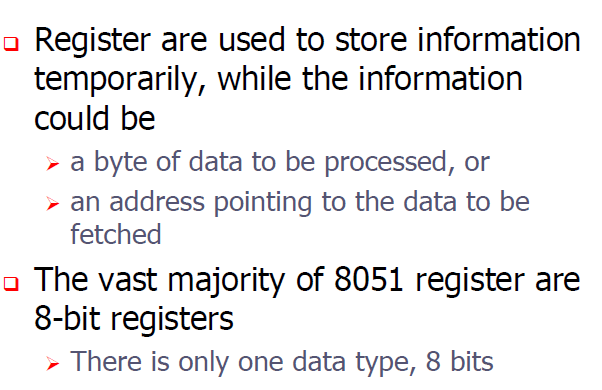 Register are used to store information
temporarily, while the information
could be
a byte of data to be processed, or
an address pointing to the data to be
fetched
The vast majority of 8051 register are
8-bit registers
There is only one data type, 8 bits